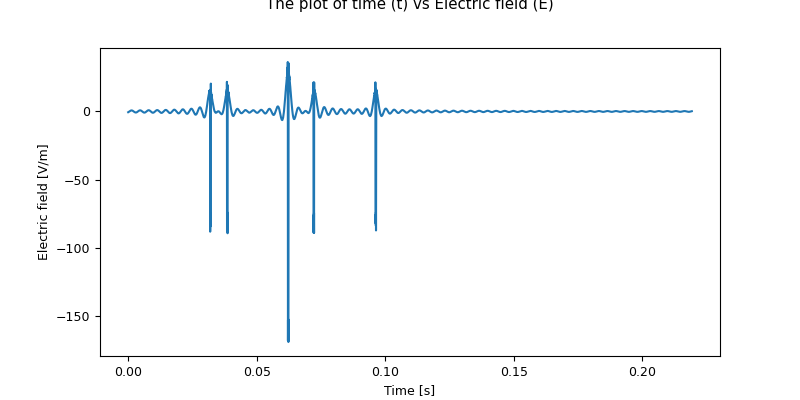 The plot of time (t) vs Electric field (E)
0
−50
−100
−150
Electric field [V/m]
0.00 0.05 0.10 0.15 0.20
Time [s]